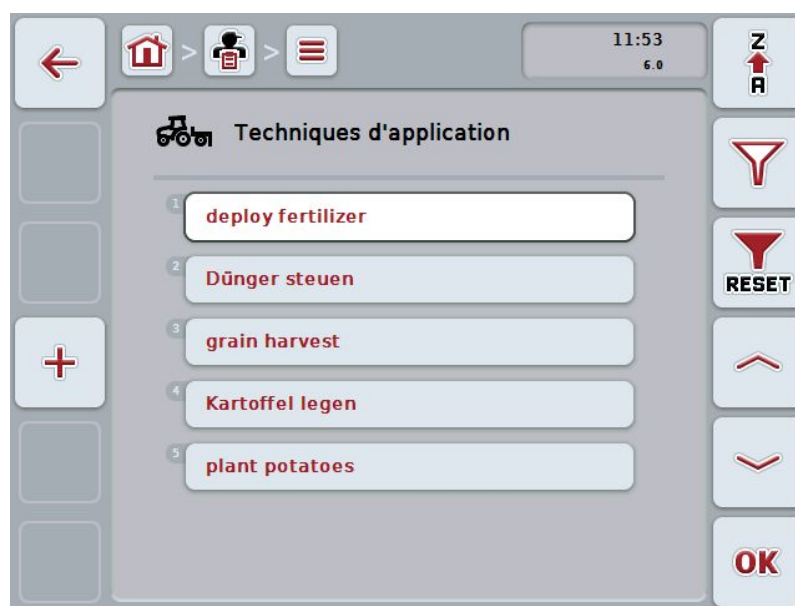 > > 11:53
6.0
Z
A
Techniques d'application
1 deploy fertilizer
2 Dünger steuen
RESET
3 grain harvest
4 Kartoffel legen
5 plant potatoes
OK